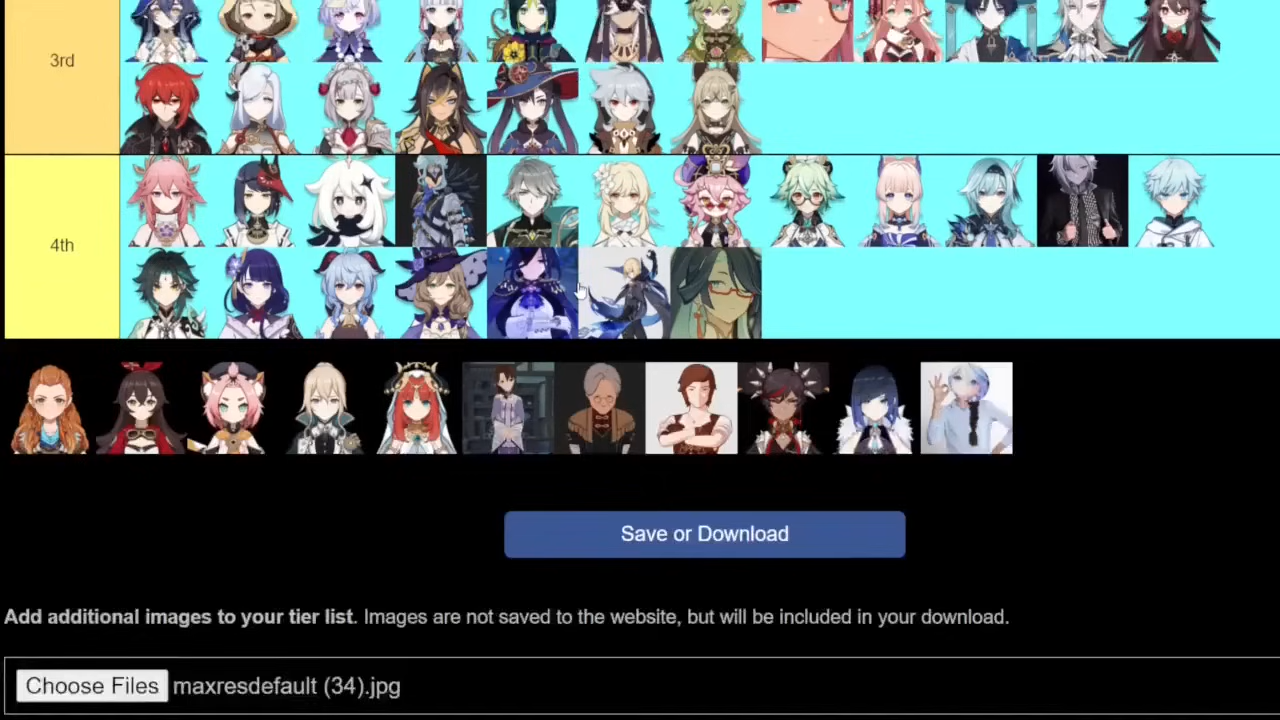 3rd
4th
Save or Download
Add additional images to your tier list. Images are not saved to the website, but will be included in your download.
Choose Files maxresdefault (34).jpg